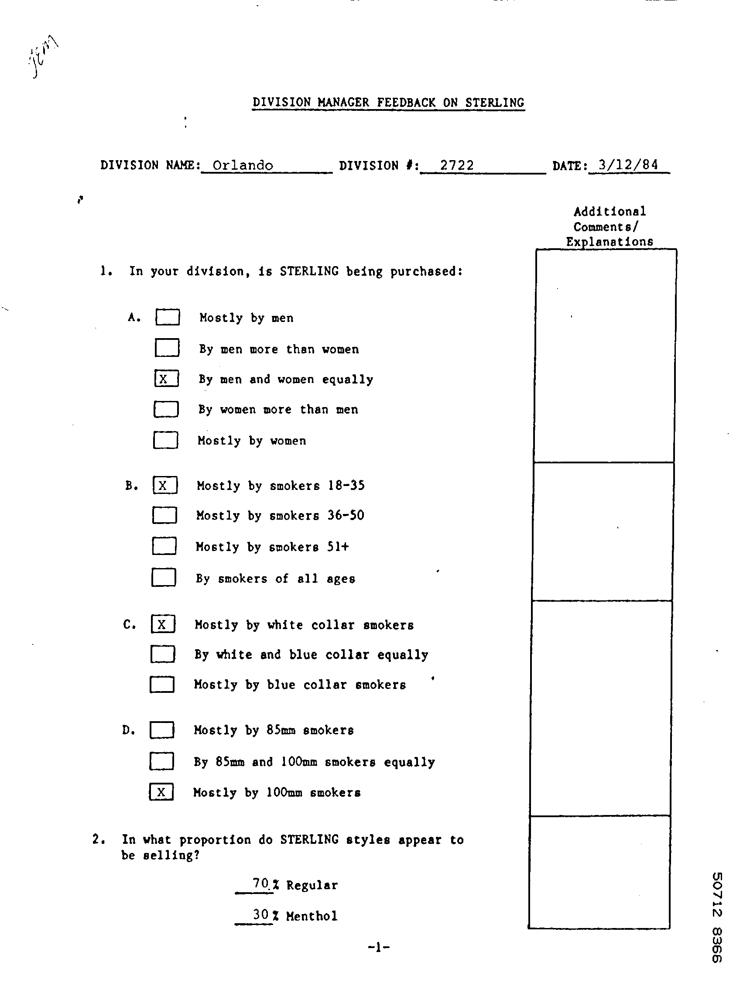 Jim
DIVISION MANAGER FEEDBACK ON STERLING
DIVISION NAME: Orlando DIVISION #: 2722 DATE: 3/12/84
Additional
Comments/
Explanations
1. In your division, is STERLING being purchased:
A. Mostly by men
By men more than women
X By men and women equally
By women more than men
Mostly by women
B. X Mostly by smokers 18-35
Mostly by smokers 36-50
Mostly by smokers 51+
By smokers of all ages
C. X Mostly by white collar smokers
By white and blue collar equally
Mostly by blue collar smokers
D. Mostly by 85mm smokers
By 85mm and 100mm smokers equally
X Mostly by 100mm smokers
2. In what proportion do STERLING styles appear to
be selling?
70.% Regular
30% Menthol
-1-
50712 8366